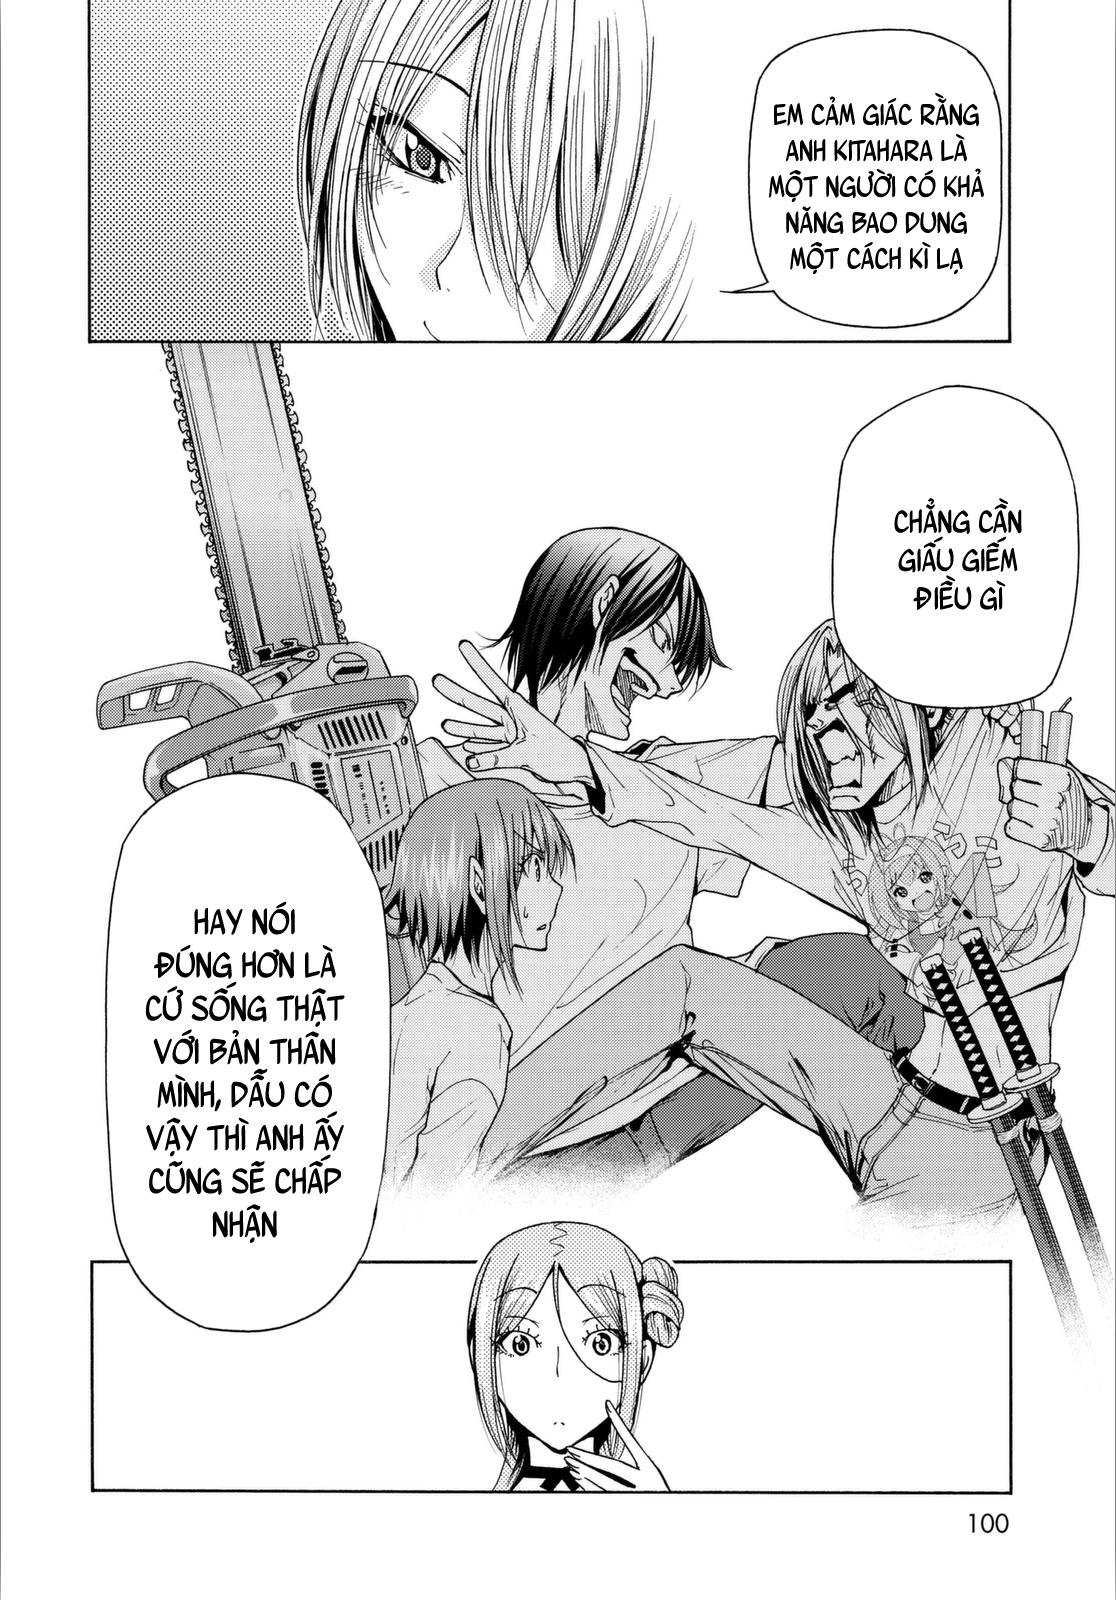 EM CẢM GIÁC RẰNG
ANH KITAHARA LÀ
MỘT NGƯỜI CÓ KHẢ
NĂNG BAO DUNG
MỘT CÁCH KÌ LẠ
CHẲNG CẦN
GIẤU GIẾM
ĐIỀU GÌ
HAY NÓI
ĐÚNG HƠN LÀ
CỨ SỐNG THẬT
VỚI BẢN THÂN
MÌNH, DẪU CÓ
VẬY THÌ ANH ẤY
CŨNG SẼ CHẤP
NHẬN
100